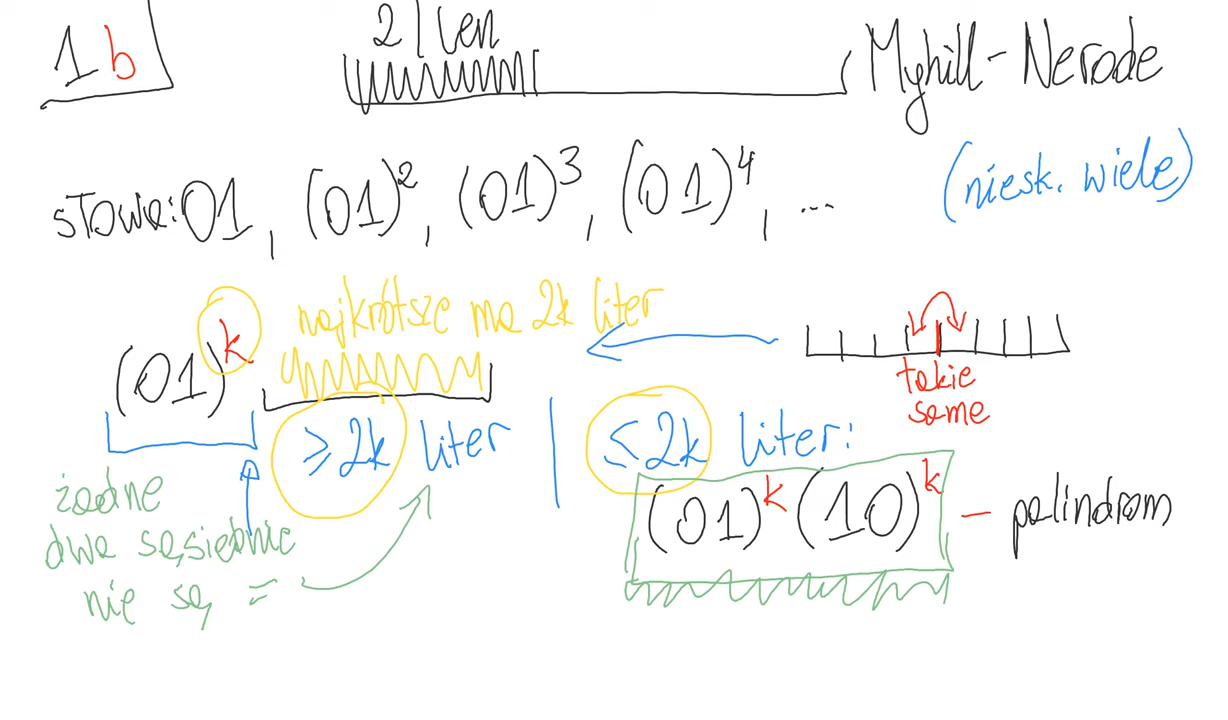 1b
2 | len
Myhill-Nerode
słowa: 01, (01)², (01)³, (01)⁴, ...
(niesk. wiele)
najkrótsze ma 2k liter
(01)ᵏ
takie
same
≥ 2k liter
≤ 2k liter:
żadne
dwa sąsiednie
nie są =
(01)ᵏ(10)ᵏ – palindrom